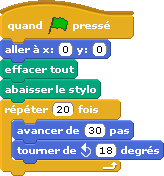 quand pressé
aller à x: 0 y: 0
effacer tout
abaisser le stylo
répéter 20 fois
avancer de 30 pas
tourner de 18 degrés